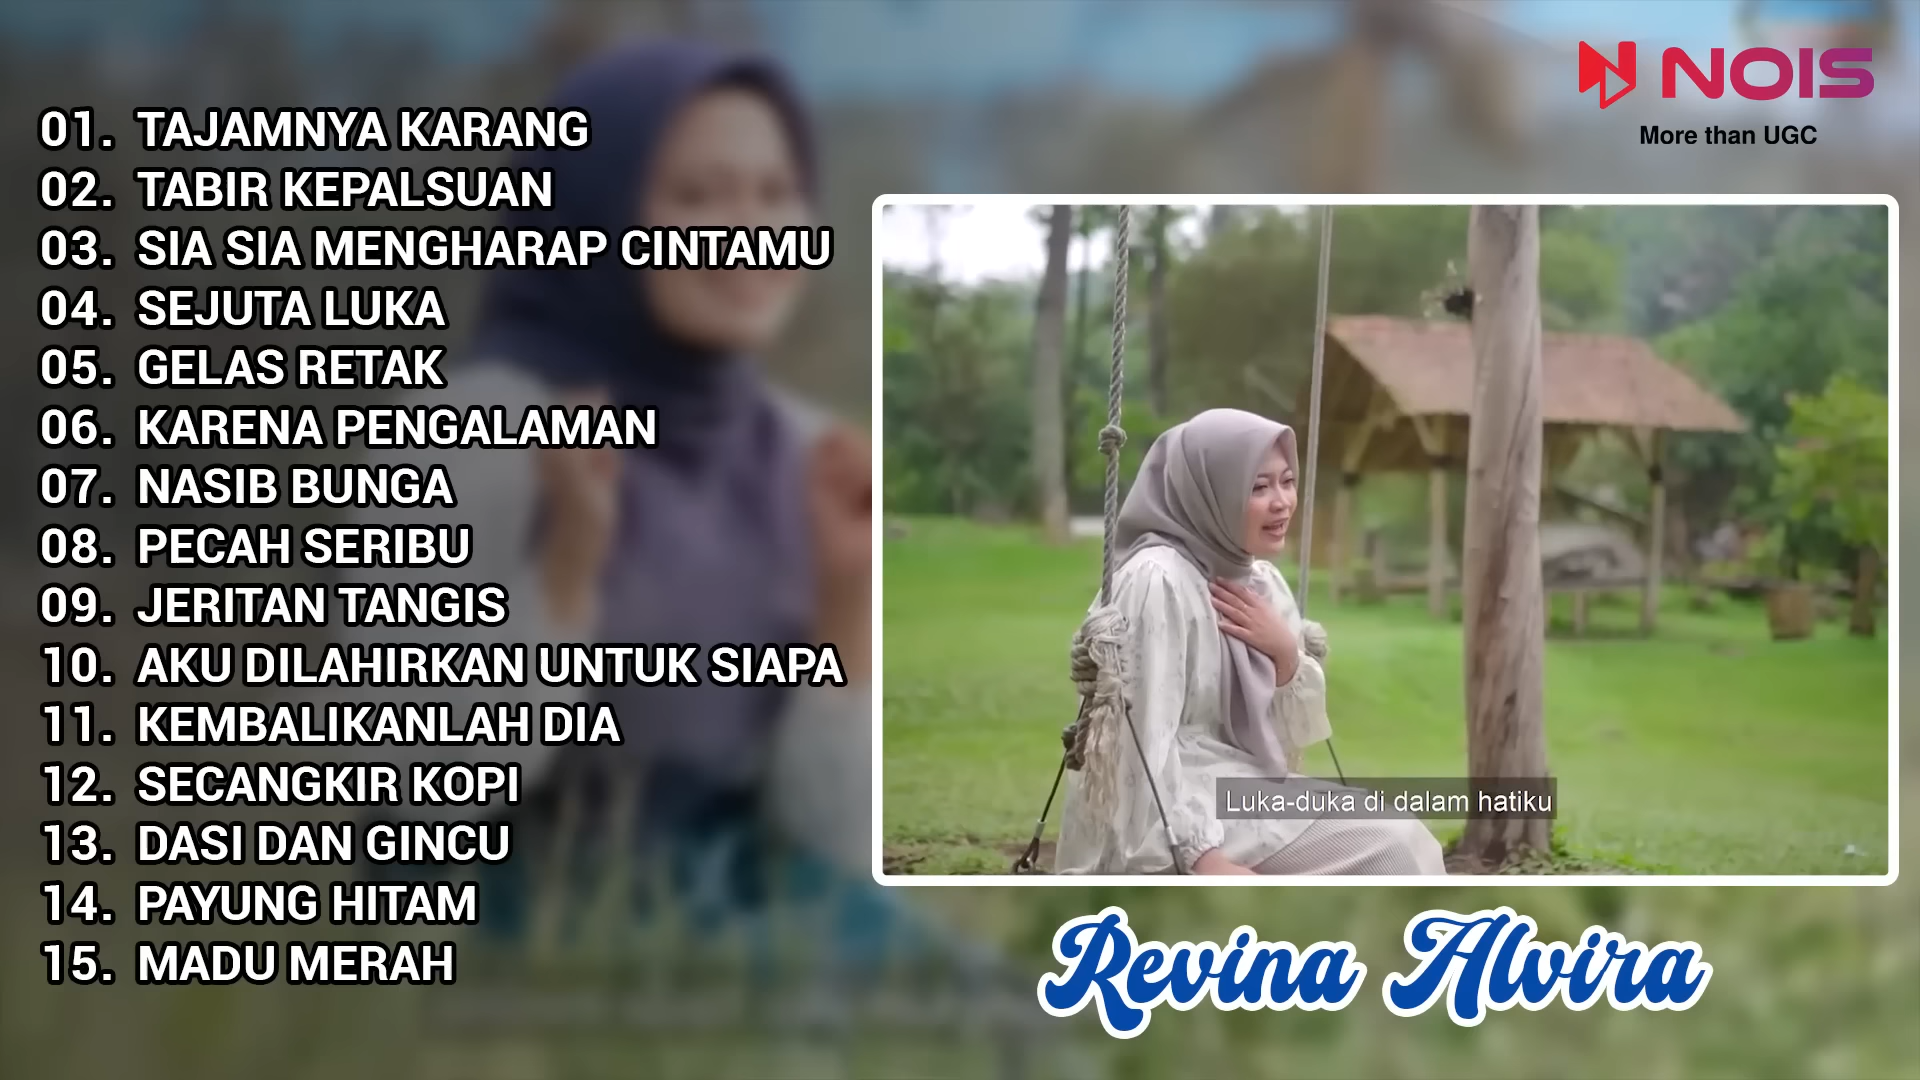 01. TAJAMNYA KARANG
02. TABIR KEPALSUAN
03. SIA SIA MENGHARAP CINTAMU
04. SEJUTA LUKA
05. GELAS RETAK
06. KARENA PENGALAMAN
07. NASIB BUNGA
08. PECAH SERIBU
09. JERITAN TANGIS
10. AKU DILAHIRKAN UNTUK SIAPA
11. KEMBALIKANLAH DIA
12. SECANGKIR KOPI
13. DASI DAN GINCU
14. PAYUNG HITAM
15. MADU MERAH
NOIS
More than UGC
Luka-duka di dalam hatiku
Revina Alvira